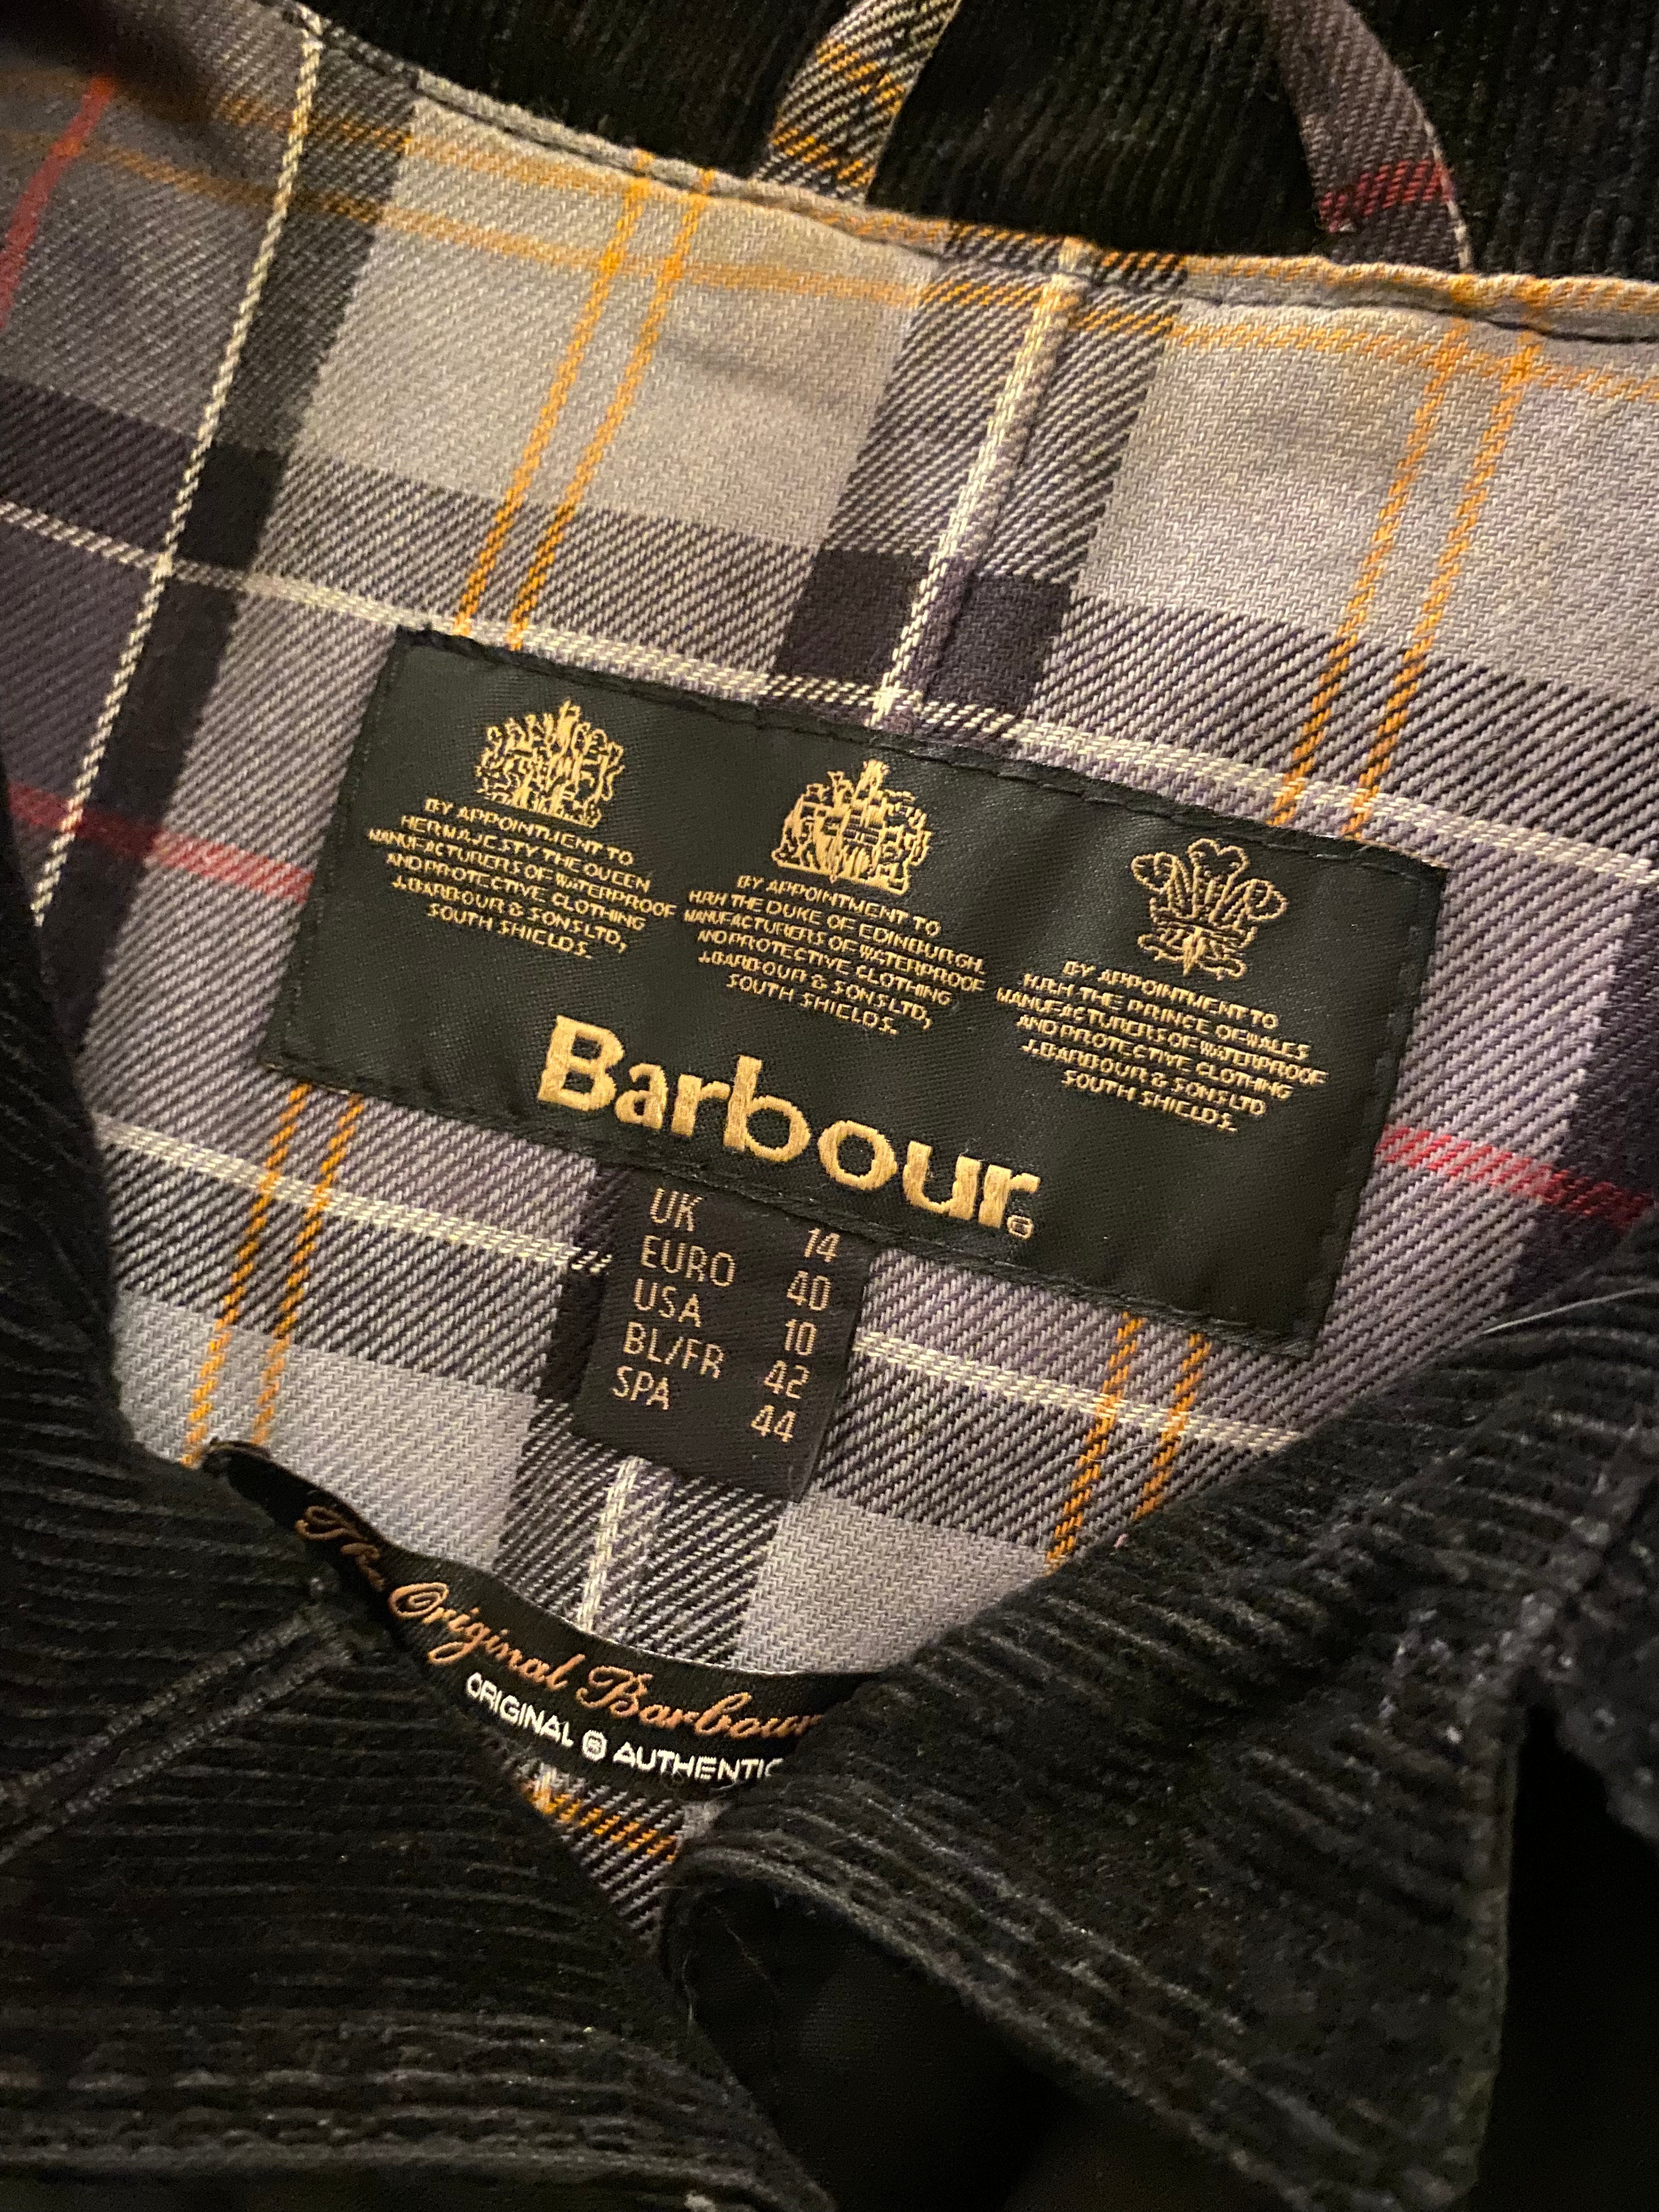 BY APPOINTMENT TO
HER MAJESTY THE QUEEN
MANUFACTURERS OF WATERPROOF
AND PROTECTIVE CLOTHING
J.BARBOUR & SONS LTD,
SOUTH SHIELDS.
BY APPOINTMENT TO
H.R.H THE DUKE OF EDINBURGH.
MANUFACTURERS OF WATERPROOF
AND PROTECTIVE CLOTHING
J.BARBOUR & SONS LTD,
SOUTH SHIELDS.
BY APPOINTMENT TO
H.R.H THE PRINCE OF WALES
MANUFACTURERS OF WATERPROOF
AND PROTECTIVE CLOTHING
J.BARBOUR & SONS LTD
SOUTH SHIELDS.
Barbour®
UK 14
EURO 40
USA 10
BL/FR 42
SPA 44
The Original Barbour
ORIGINAL ® AUTHENTIC